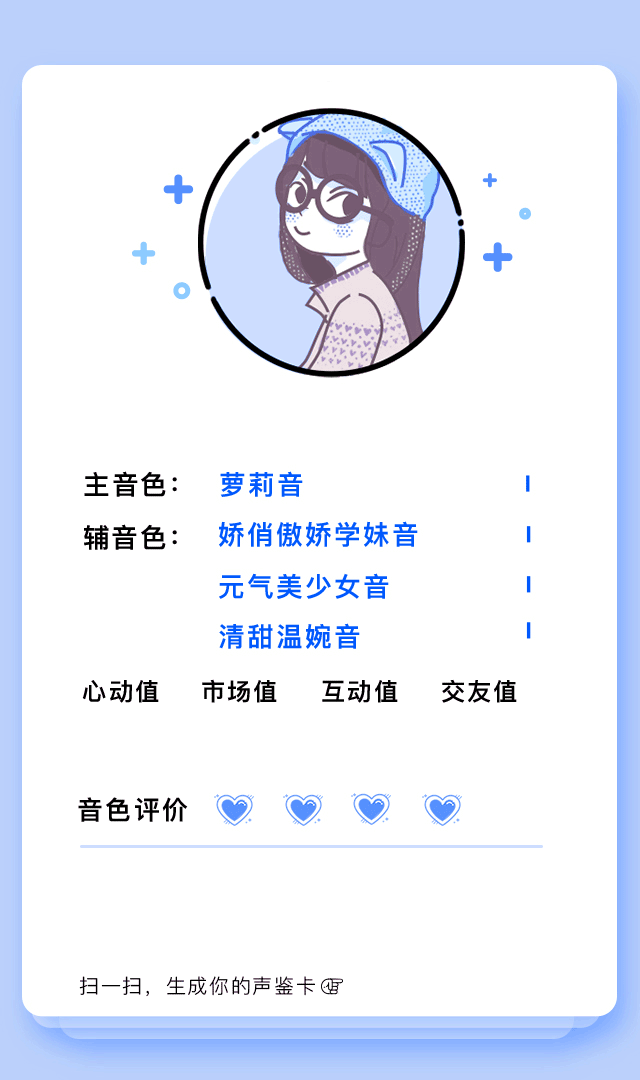 主音色： 萝莉音
辅音色： 娇俏傲娇学妹音
元气美少女音
清甜温婉音
心动值 市场值 互动值 交友值
音色评价
扫一扫，生成你的声鉴卡